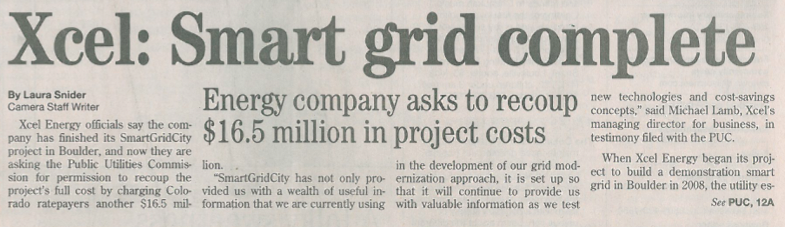 Xcel: Smart grid complete
By Laura Snider
Camera Staff Writer
Energy company asks to recoup
$16.5 million in project costs
Xcel Energy officials say the com-
pany has finished its SmartGridCity
project in Boulder, and now they are
asking the Public Utilities Commis-
sion for permission to recoup the
project's full cost by charging Colo-
rado ratepayers another $16.5 mil-
lion.
"SmartGridCity has not only pro-
vided us with a wealth of useful in-
formation that we are currently using
in the development of our grid mod-
ernization approach, it is set up so
that it will continue to provide us
with valuable information as we test
new technologies and cost-savings
concepts," said Michael Lamb, Xcel's
managing director for business, in
testimony filed with the PUC.
When Xcel Energy began its proj-
ect to build a demonstration smart
grid in Boulder in 2008, the utility es-
See PUC, 12A